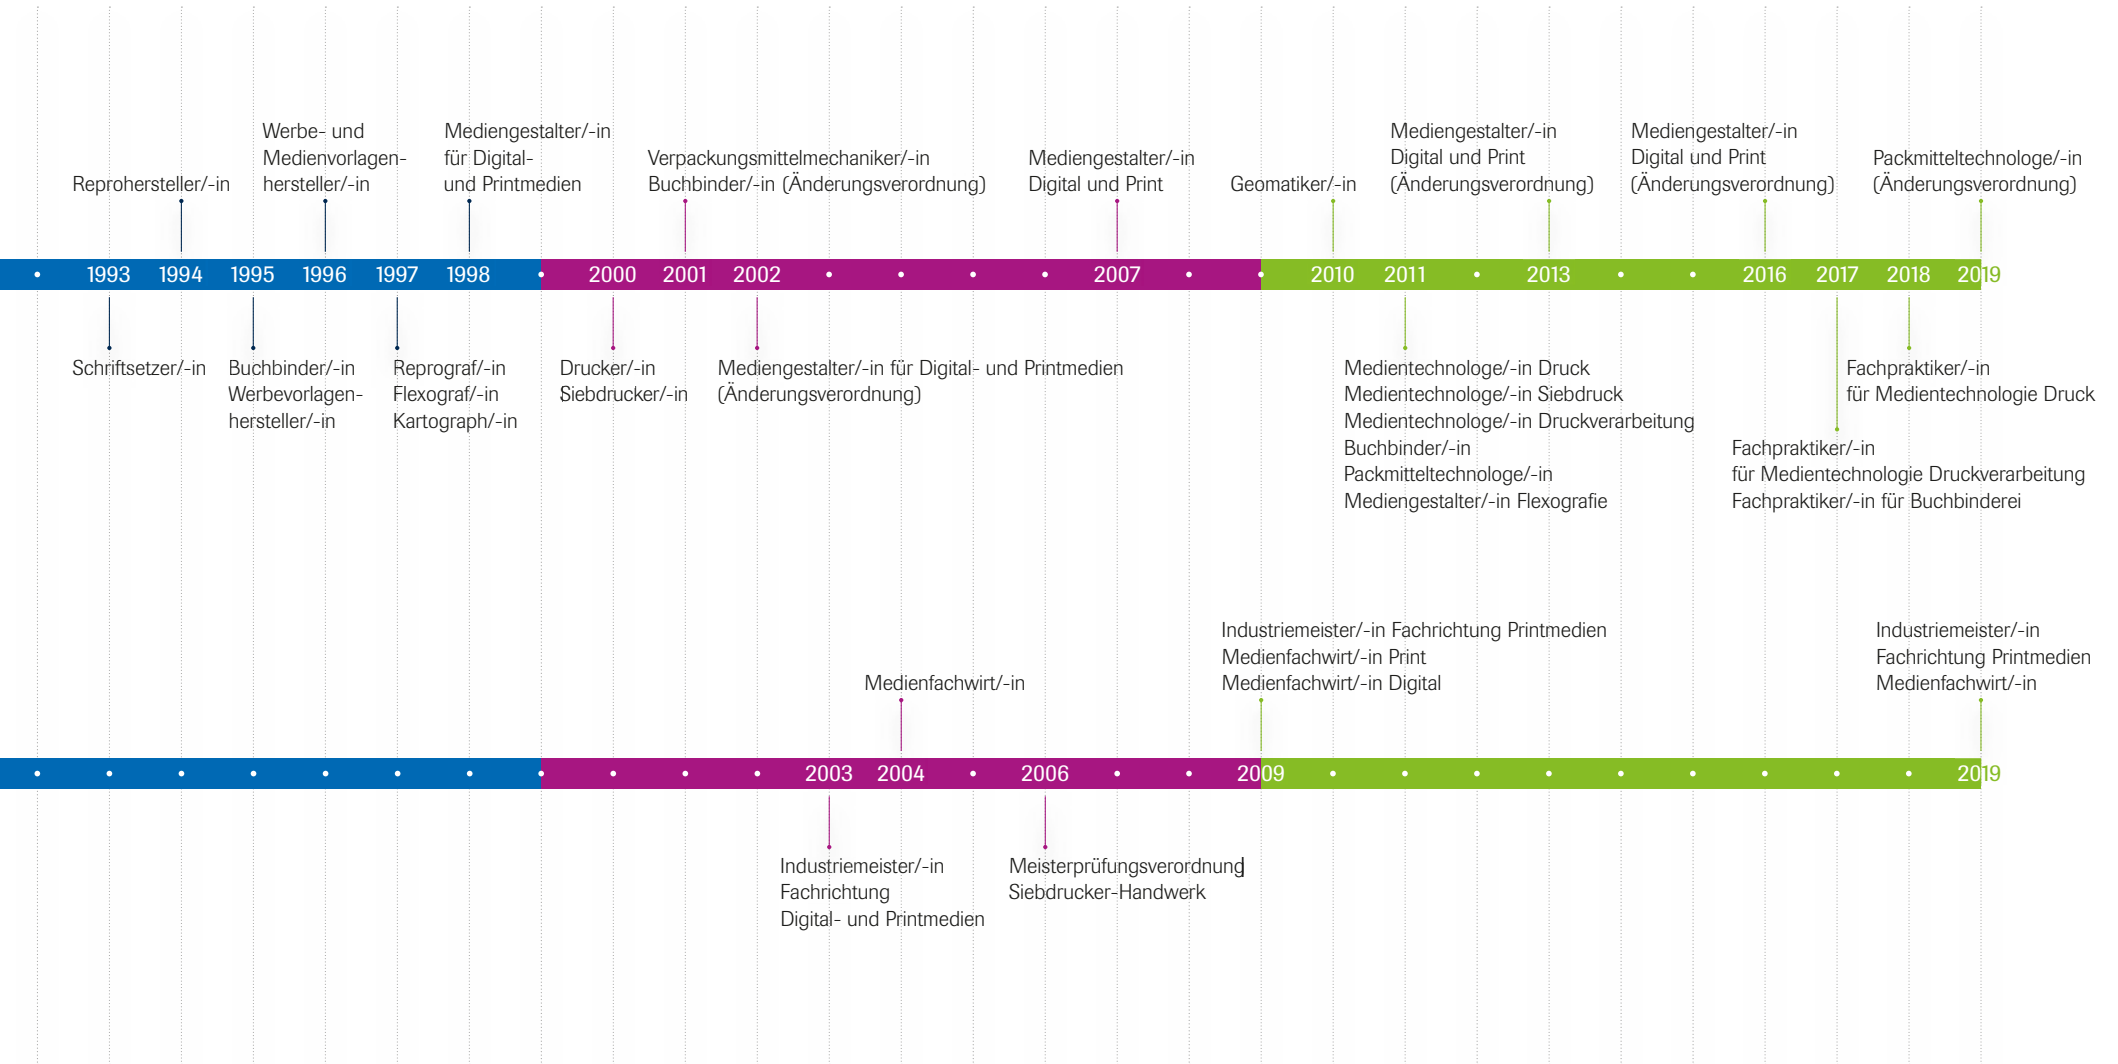 Reprohersteller/-in
Werbe- und
Medienvorlagen-
hersteller/-in
Mediengestalter/-in
für Digital-
und Printmedien
Verpackungsmittelmechaniker/-in
Buchbinder/-in (Änderungsverordnung)
Mediengestalter/-in
Digital und Print
Geomatiker/-in
Mediengestalter/-in
Digital und Print
(Änderungsverordnung)
Mediengestalter/-in
Digital und Print
(Änderungsverordnung)
Packmitteltechnologe/-in
(Änderungsverordnung)
1993 1994 1995 1996 1997 1998 2000 2001 2002 2007 2010 2011 2013 2016 2017 2018 2019
Schriftsetzer/-in
Buchbinder/-in
Werbevorlagen-
hersteller/-in
Reprograf/-in
Flexograf/-in
Kartograph/-in
Drucker/-in
Siebdrucker/-in
Mediengestalter/-in für Digital- und Printmedien
(Änderungsverordnung)
Medientechnologe/-in Druck
Medientechnologe/-in Siebdruck
Medientechnologe/-in Druckverarbeitung
Buchbinder/-in
Packmitteltechnologe/-in
Mediengestalter/-in Flexografie
Fachpraktiker/-in
für Medientechnologie Druckverarbeitung
Fachpraktiker/-in für Buchbinderei
Fachpraktiker/-in
für Medientechnologie Druck
Medienfachwirt/-in
Industriemeister/-in Fachrichtung Printmedien
Medienfachwirt/-in Print
Medienfachwirt/-in Digital
Industriemeister/-in
Fachrichtung Printmedien
Medienfachwirt/-in
2003 2004 2006 2009 2019
Industriemeister/-in
Fachrichtung
Digital- und Printmedien
Meisterprüfungsverordnung
Siebdrucker-Handwerk